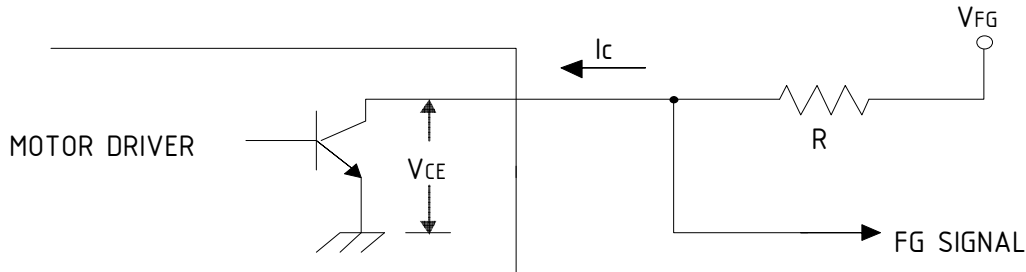 VFG
Ic
R
MOTOR DRIVER
VCE
FG SIGNAL